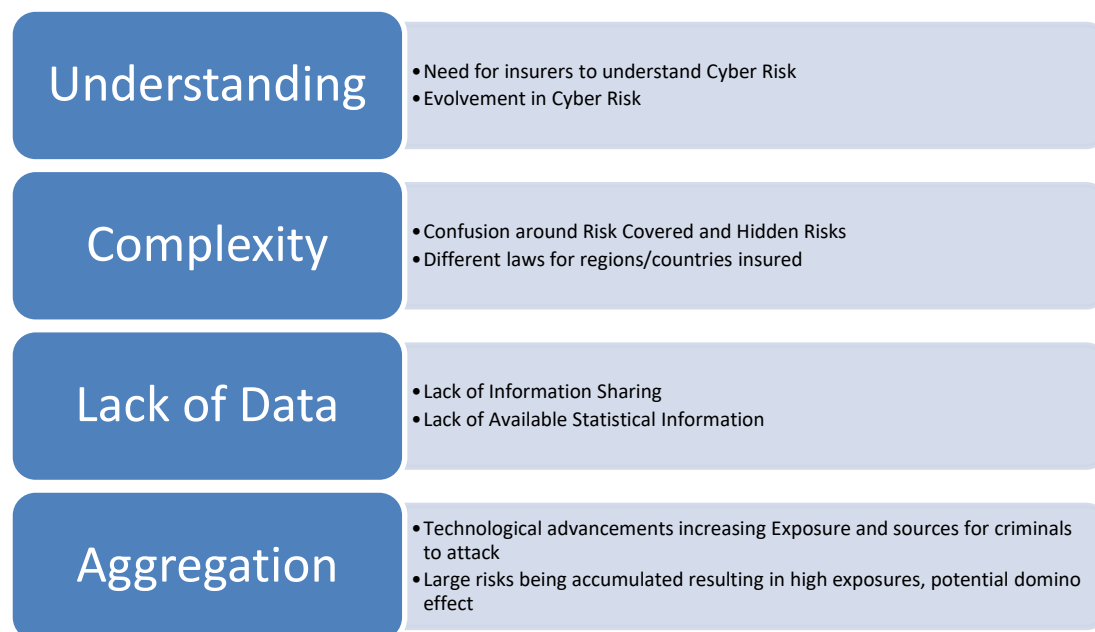 Understanding
•Need for insurers to understand Cyber Risk
•Evolvement in Cyber Risk
Complexity
•Confusion around Risk Covered and Hidden Risks
•Different laws for regions/countries insured
Lack of Data
•Lack of Information Sharing
•Lack of Available Statistical Information
Aggregation
•Technological advancements increasing Exposure and sources for criminals
to attack
•Large risks being accumulated resulting in high exposures, potential domino
effect